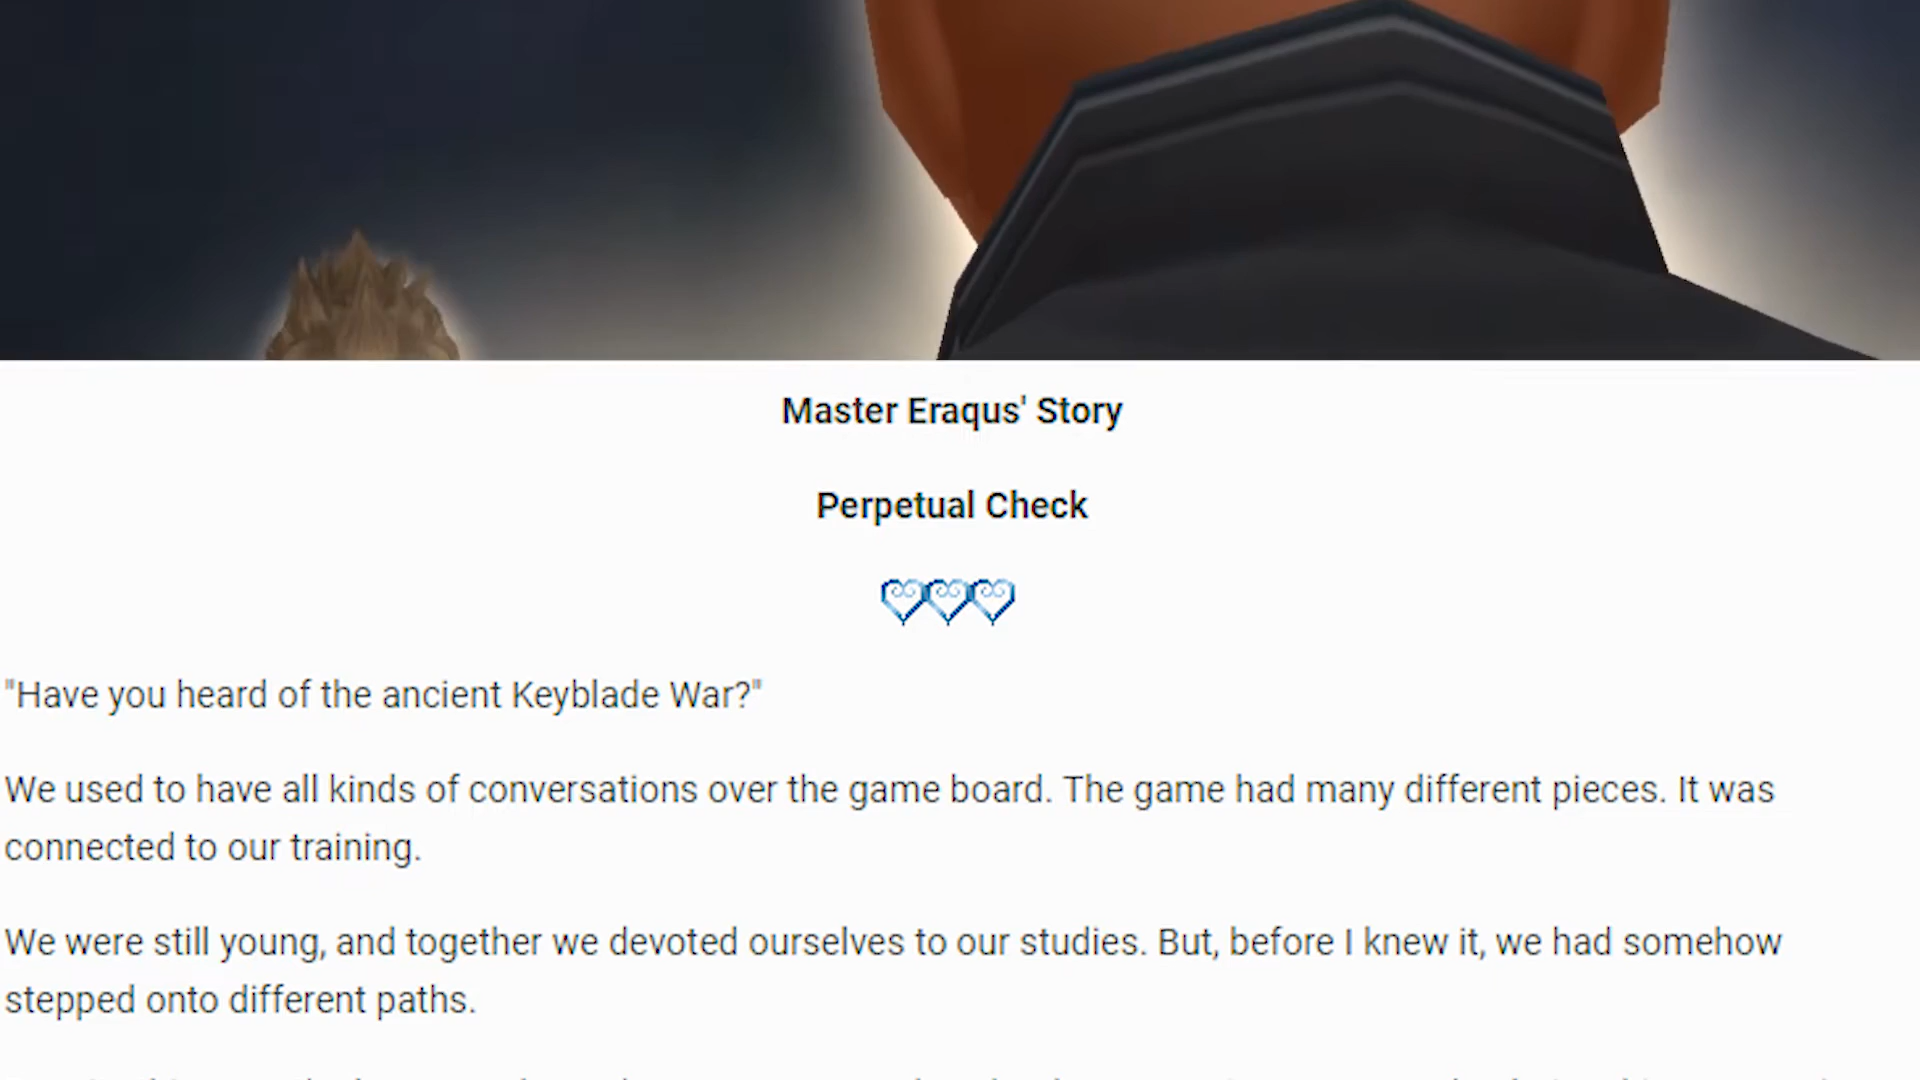 Master Eraqus' Story
Perpetual Check
"Have you heard of the ancient Keyblade War?"
We used to have all kinds of conversations over the game board. The game had many different pieces. It was
connected to our training.
We were still young, and together we devoted ourselves to our studies. But, before I knew it, we had somehow
stepped onto different paths.